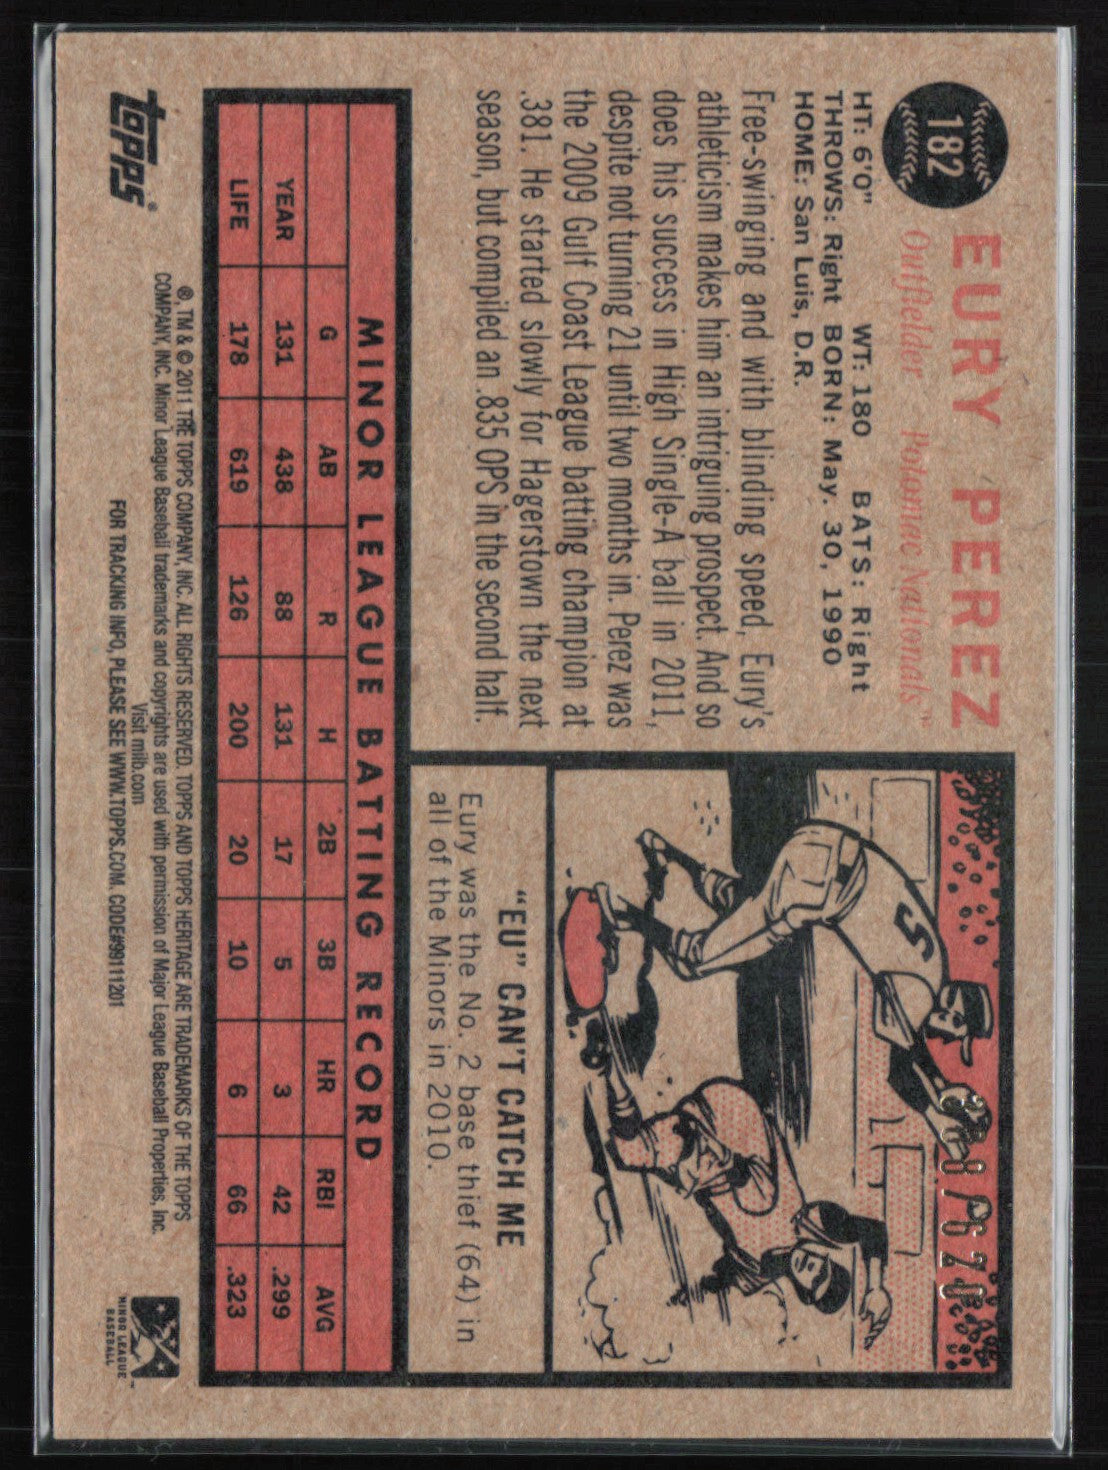 182
EURY PEREZ
Outfielder Potomac Nationals™
HT: 6'0" WT: 180 BATS: Right
THROWS: Right BORN: May. 30, 1990
HOME: San Luis, D.R.
Free-swinging and with blinding speed, Eury's
athleticism makes him an intriguing prospect. And so
does his success in High Single-A ball in 2011,
despite not turning 21 until two months in. Perez was
the 2009 Gulf Coast League batting champion at
.381. He started slowly for Hagerstown the next
season, but compiled an .835 OPS in the second half.
5
"EU" CAN'T CATCH ME
Eury was the No. 2 base thief (64) in
all of the Minors in 2010.
MINOR LEAGUE BATTING RECORD
G AB R H 2B 3B HR RBI AVG
YEAR 131 438 88 131 17 5 3 42 .299
LIFE 178 619 126 200 20 10 6 66 .323
topps®
®, TM & © 2011 THE TOPPS COMPANY, INC. ALL RIGHTS RESERVED. TOPPS AND TOPPS HERITAGE ARE TRADEMARKS OF THE TOPPS
COMPANY, INC. Minor League Baseball trademarks and copyrights are used with permission of Major League Baseball Properties, Inc.
Visit milb.com
FOR TRACKING INFO, PLEASE SEE WWW.TOPPS.COM. CODE#99111201
MINOR LEAGUE™
BASEBALL